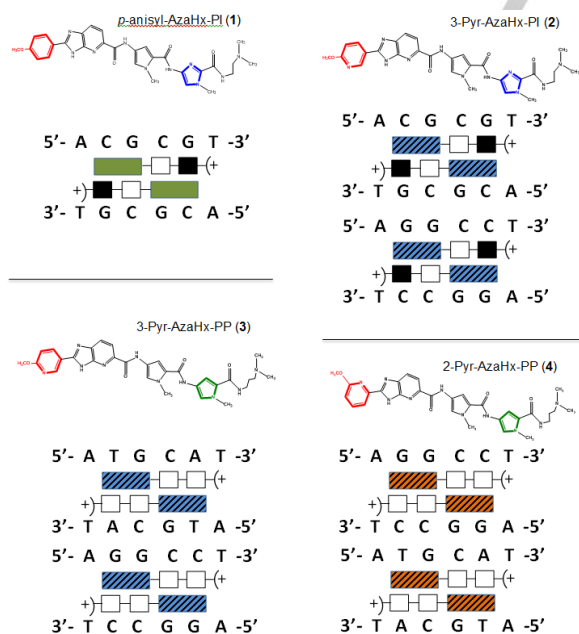 p-anisyl-AzaHx-PI (1)
5'- A C G C G T -3'
(+
+)
3'- T G C G C A -5'
3-Pyr-AzaHx-PI (2)
5'- A C G C G T -3'
(+
+)
3'- T G C G C A -5'
5'- A G G C C T -3'
(+
+)
3'- T C C G G A -5'
3-Pyr-AzaHx-PP (3)
5'- A T G C A T -3'
(+
+)
3'- T A C G T A -5'
5'- A G G C C T -3'
(+
+)
3'- T C C G G A -5'
2-Pyr-AzaHx-PP (4)
5'- A G G C C T -3'
(+
+)
3'- T C C G G A -5'
5'- A T G C A T -3'
(+
+)
3'- T A C G T A -5'